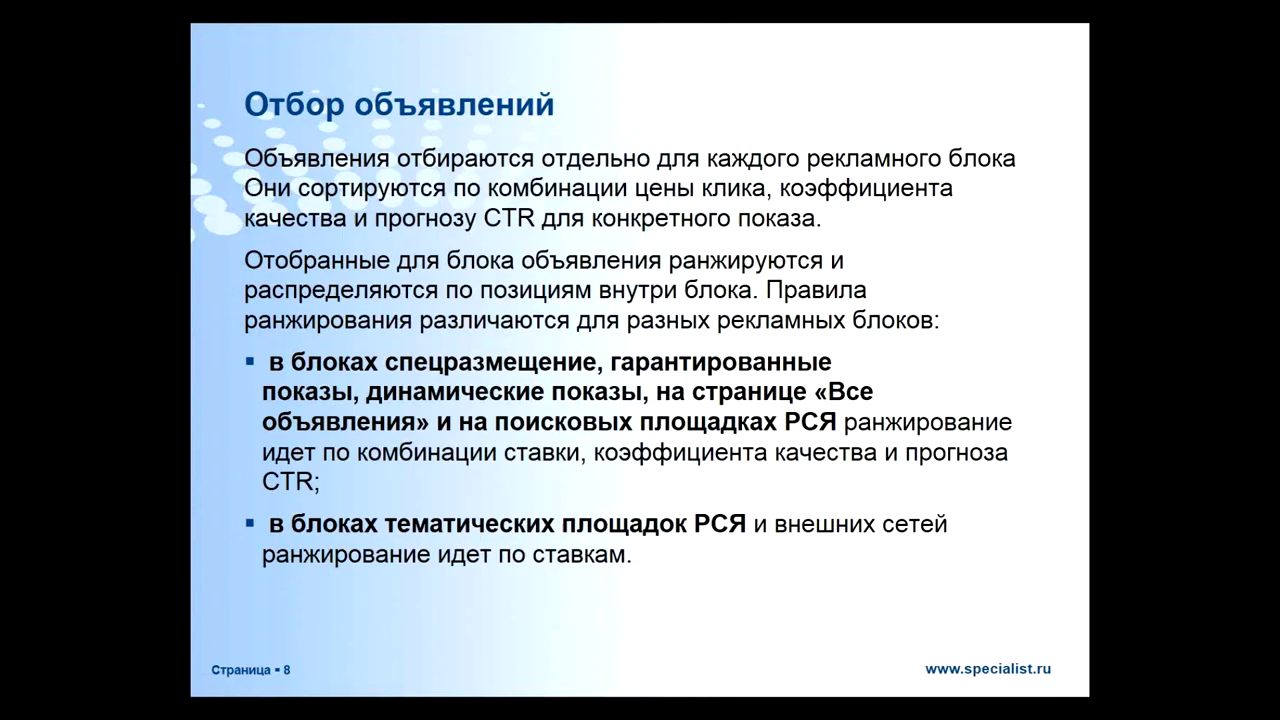 Отбор объявлений
Объявления отбираются отдельно для каждого рекламного блока
Они сортируются по комбинации цены клика, коэффициента
качества и прогнозу CTR для конкретного показа.
Отобранные для блока объявления ранжируются и
распределяются по позициям внутри блока. Правила
ранжирования различаются для разных рекламных блоков:
▪ в блоках спецразмещение, гарантированные
показы, динамические показы, на странице «Все
объявления» и на поисковых площадках РСЯ ранжирование
идет по комбинации ставки, коэффициента качества и прогноза
CTR;
▪ в блоках тематических площадок РСЯ и внешних сетей
ранжирование идет по ставкам.
Страница ▪ 8
www.specialist.ru